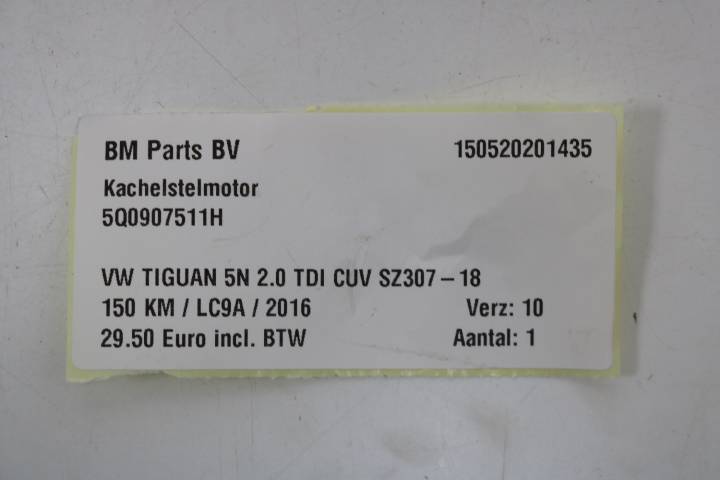 BM Parts BV 150520201435
Kachelstelmotor
5Q0907511H
VW TIGUAN 5N 2.0 TDI CUV SZ307-18
150 KM / LC9A / 2016 Verz: 10
29.50 Euro incl. BTW Aantal: 1